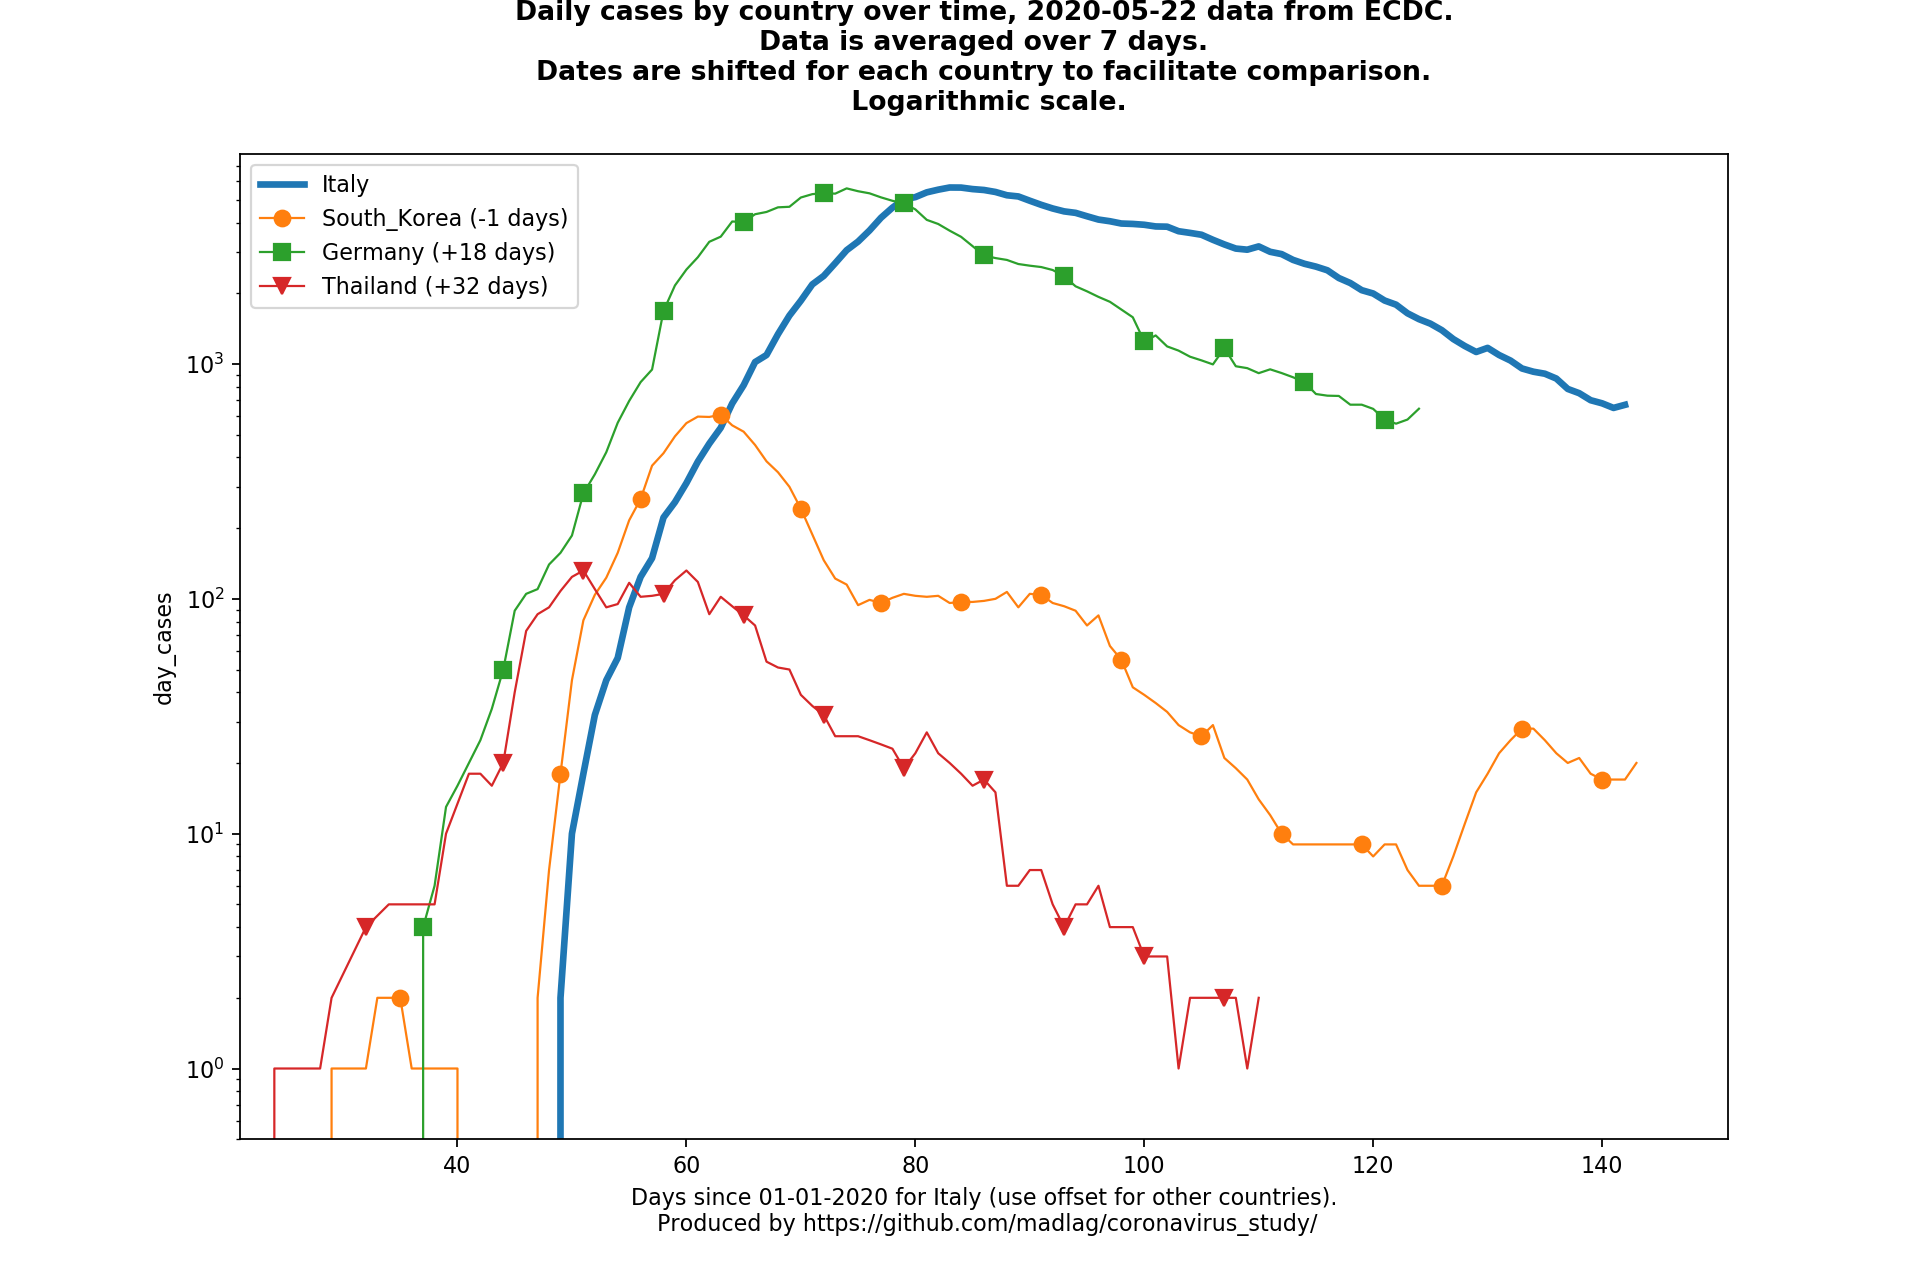 Daily cases by country over time, 2020-05-22 data from ECDC.
Data is averaged over 7 days.
Dates are shifted for each country to facilitate comparison.
Logarithmic scale.
Italy
South_Korea (-1 days)
Germany (+18 days)
Thailand (+32 days)
day_cases
10³
10²
10¹
10⁰
40 60 80 100 120 140
Days since 01-01-2020 for Italy (use offset for other countries).
Produced by https://github.com/madlag/coronavirus_study/